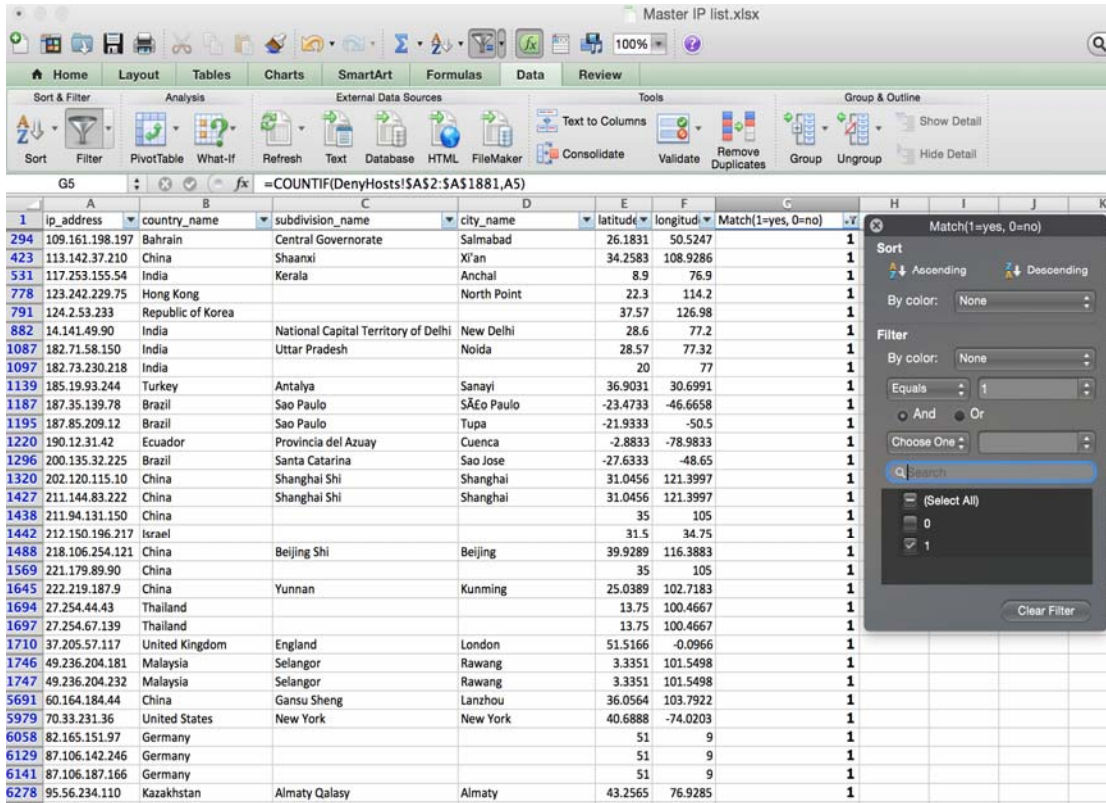 Master IP list.xlsx
100%
Home Layout Tables Charts SmartArt Formulas Data Review
Sort & Filter Analysis External Data Sources Tools Group & Outline
Sort Filter PivotTable What-If Refresh Text Database HTML FileMaker Text to Columns Consolidate Validate Remove Duplicates Group Ungroup Show Detail Hide Detail
G5 fx =COUNTIF(DenyHosts!$A$2:$A$1881,A5)
A B C D E F G H I J K
1 ip_address country_name subdivision_name city_name latitude longitud Match(1=yes, 0=no)
294 109.161.198.197 Bahrain Central Governorate Salmabad 26.1831 50.5247 1
423 113.142.37.210 China Shaanxi Xi'an 34.2583 108.9286 1
531 117.253.155.54 India Kerala Anchal 8.9 76.9 1
778 123.242.229.75 Hong Kong North Point 22.3 114.2 1
791 124.2.53.233 Republic of Korea 37.57 126.98 1
882 14.141.49.90 India National Capital Territory of Delhi New Delhi 28.6 77.2 1
1087 182.71.58.150 India Uttar Pradesh Noida 28.57 77.32 1
1097 182.73.230.218 India 20 77 1
1139 185.19.93.244 Turkey Antalya Sanayi 36.9031 30.6991 1
1187 187.35.139.78 Brazil Sao Paulo SÃ£o Paulo -23.4733 -46.6658 1
1195 187.85.209.12 Brazil Sao Paulo Tupa -21.9333 -50.5 1
1220 190.12.31.42 Ecuador Provincia del Azuay Cuenca -2.8833 -78.9833 1
1296 200.135.32.225 Brazil Santa Catarina Sao Jose -27.6333 -48.65 1
1320 202.120.115.10 China Shanghai Shi Shanghai 31.0456 121.3997 1
1427 211.144.83.222 China Shanghai Shi Shanghai 31.0456 121.3997 1
1438 211.94.131.150 China 35 105 1
1442 212.150.196.217 Israel 31.5 34.75 1
1488 218.106.254.121 China Beijing Shi Beijing 39.9289 116.3883 1
1569 221.179.89.90 China 35 105 1
1645 222.219.187.9 China Yunnan Kunming 25.0389 102.7183 1
1694 27.254.44.43 Thailand 13.75 100.4667 1
1697 27.254.67.139 Thailand 13.75 100.4667 1
1710 37.205.57.117 United Kingdom England London 51.5166 -0.0966 1
1746 49.236.204.181 Malaysia Selangor Rawang 3.3351 101.5498 1
1747 49.236.204.232 Malaysia Selangor Rawang 3.3351 101.5498 1
5691 60.164.184.44 China Gansu Sheng Lanzhou 36.0564 103.7922 1
5979 70.33.231.36 United States New York New York 40.6888 -74.0203 1
6058 82.165.151.97 Germany 51 9 1
6129 87.106.142.246 Germany 51 9 1
6141 87.106.187.166 Germany 51 9 1
6278 95.56.234.110 Kazakhstan Almaty Qalasy Almaty 43.2565 76.9285 1
Match(1=yes, 0=no)
Sort
Ascending Descending
By color: None
Filter
By color: None
Equals 1
And Or
Choose One
Search
(Select All)
0
1
Clear Filter